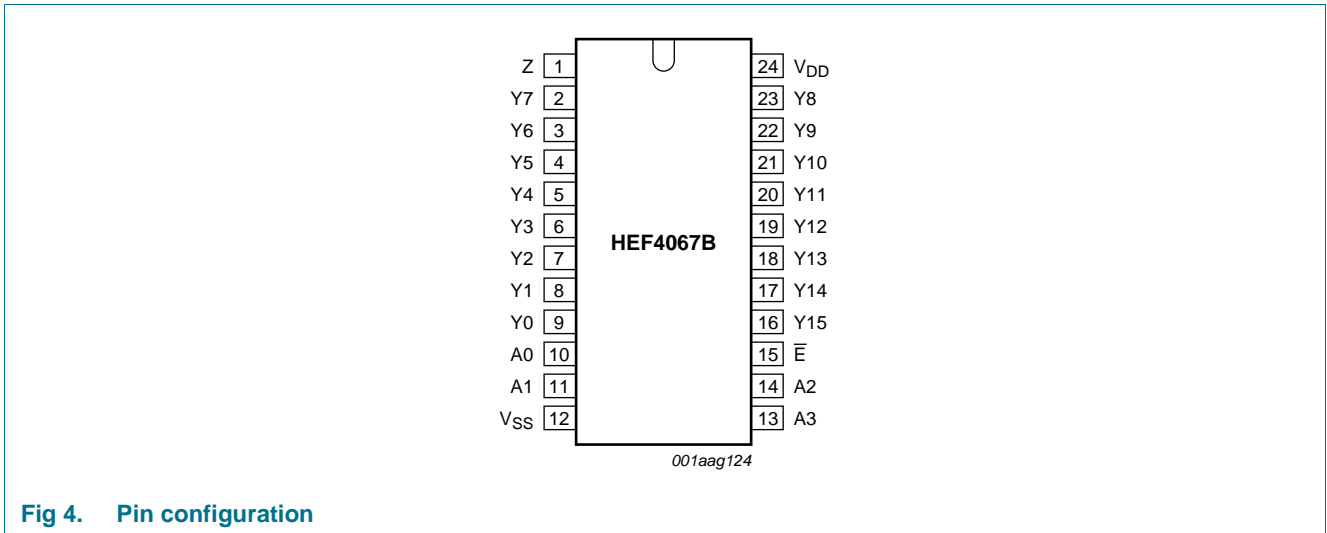 Z 1 24 VDD
Y7 2 23 Y8
Y6 3 22 Y9
Y5 4 21 Y10
Y4 5 20 Y11
Y3 6 19 Y12
HEF4067B
Y2 7 18 Y13
Y1 8 17 Y14
Y0 9 16 Y15
A0 10 15 E̅
A1 11 14 A2
VSS 12 13 A3
001aag124
Fig 4. Pin configuration